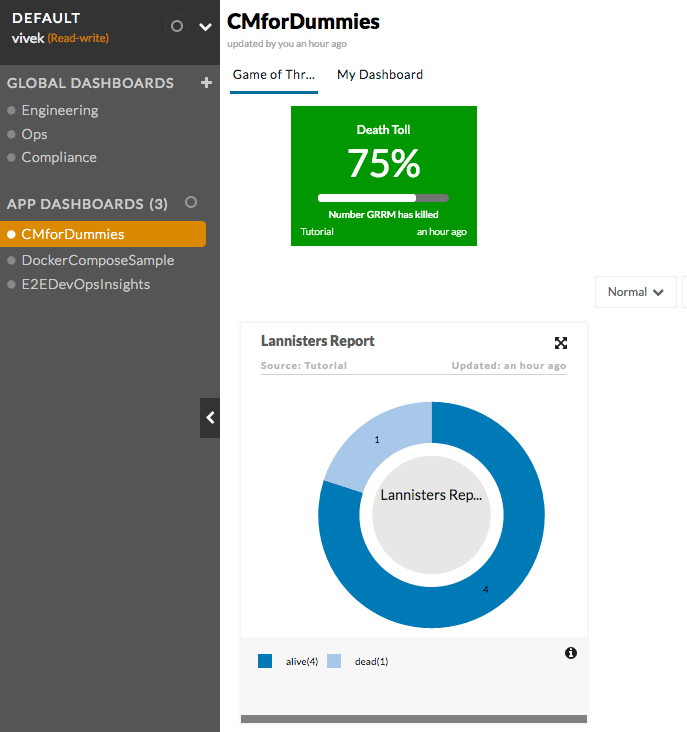 DEFAULT
vivek (Read-write)
GLOBAL DASHBOARDS +
Engineering
Ops
Compliance
APP DASHBOARDS (3)
CMforDummies
DockerComposeSample
E2EDevOpsInsights
CMforDummies
updated by you an hour ago
Game of Thr... My Dashboard
Death Toll
75%
Number GRRM has killed
Tutorial an hour ago
Normal
Lannisters Report
Source: Tutorial Updated: an hour ago
1
Lannisters Rep...
4
alive(4) dead(1)